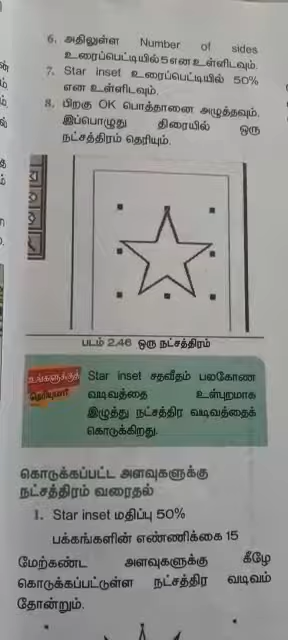 6. அதிலுள்ள Number of sides
உரைப்பெட்டியில் 5 என உள்ளிடவும்.
7. Star inset உரைப்பெட்டியில் 50%
என உள்ளிடவும்.
8. பிறகு OK பொத்தானை அழுத்தவும்.
இப்பொழுது திரையில் ஒரு
நட்சத்திரம் தெரியும்.
படம் 2.46 ஒரு நட்சத்திரம்
உங்களுக்குத்
தெரியுமா?
Star inset சதவீதம் பலகோண
வடிவத்தை உள்புறமாக
இழுத்து நட்சத்திர வடிவத்தைக்
கொடுக்கிறது.
கொடுக்கப்பட்ட அளவுகளுக்கு
நட்சத்திரம் வரைதல்
1. Star inset மதிப்பு 50%
பக்கங்களின் எண்ணிக்கை 15
மேற்கண்ட அளவுகளுக்கு கீழே
கொடுக்கப்பட்டுள்ள நட்சத்திர வடிவம்
தோன்றும்.